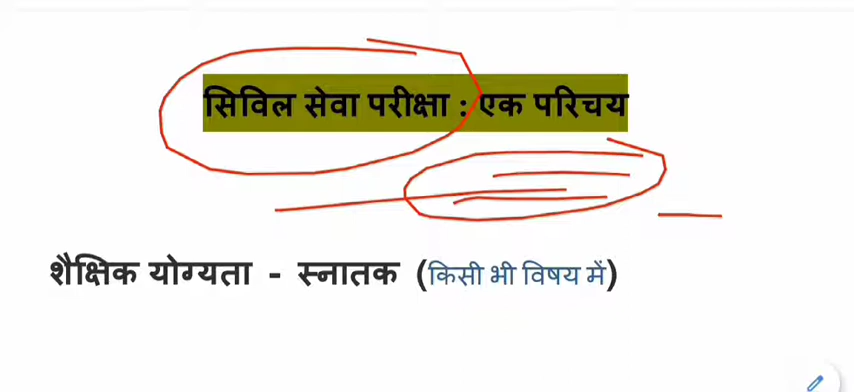 सिविल सेवा परीक्षा : एक परिचय
शैक्षिक योग्यता - स्नातक (किसी भी विषय में)